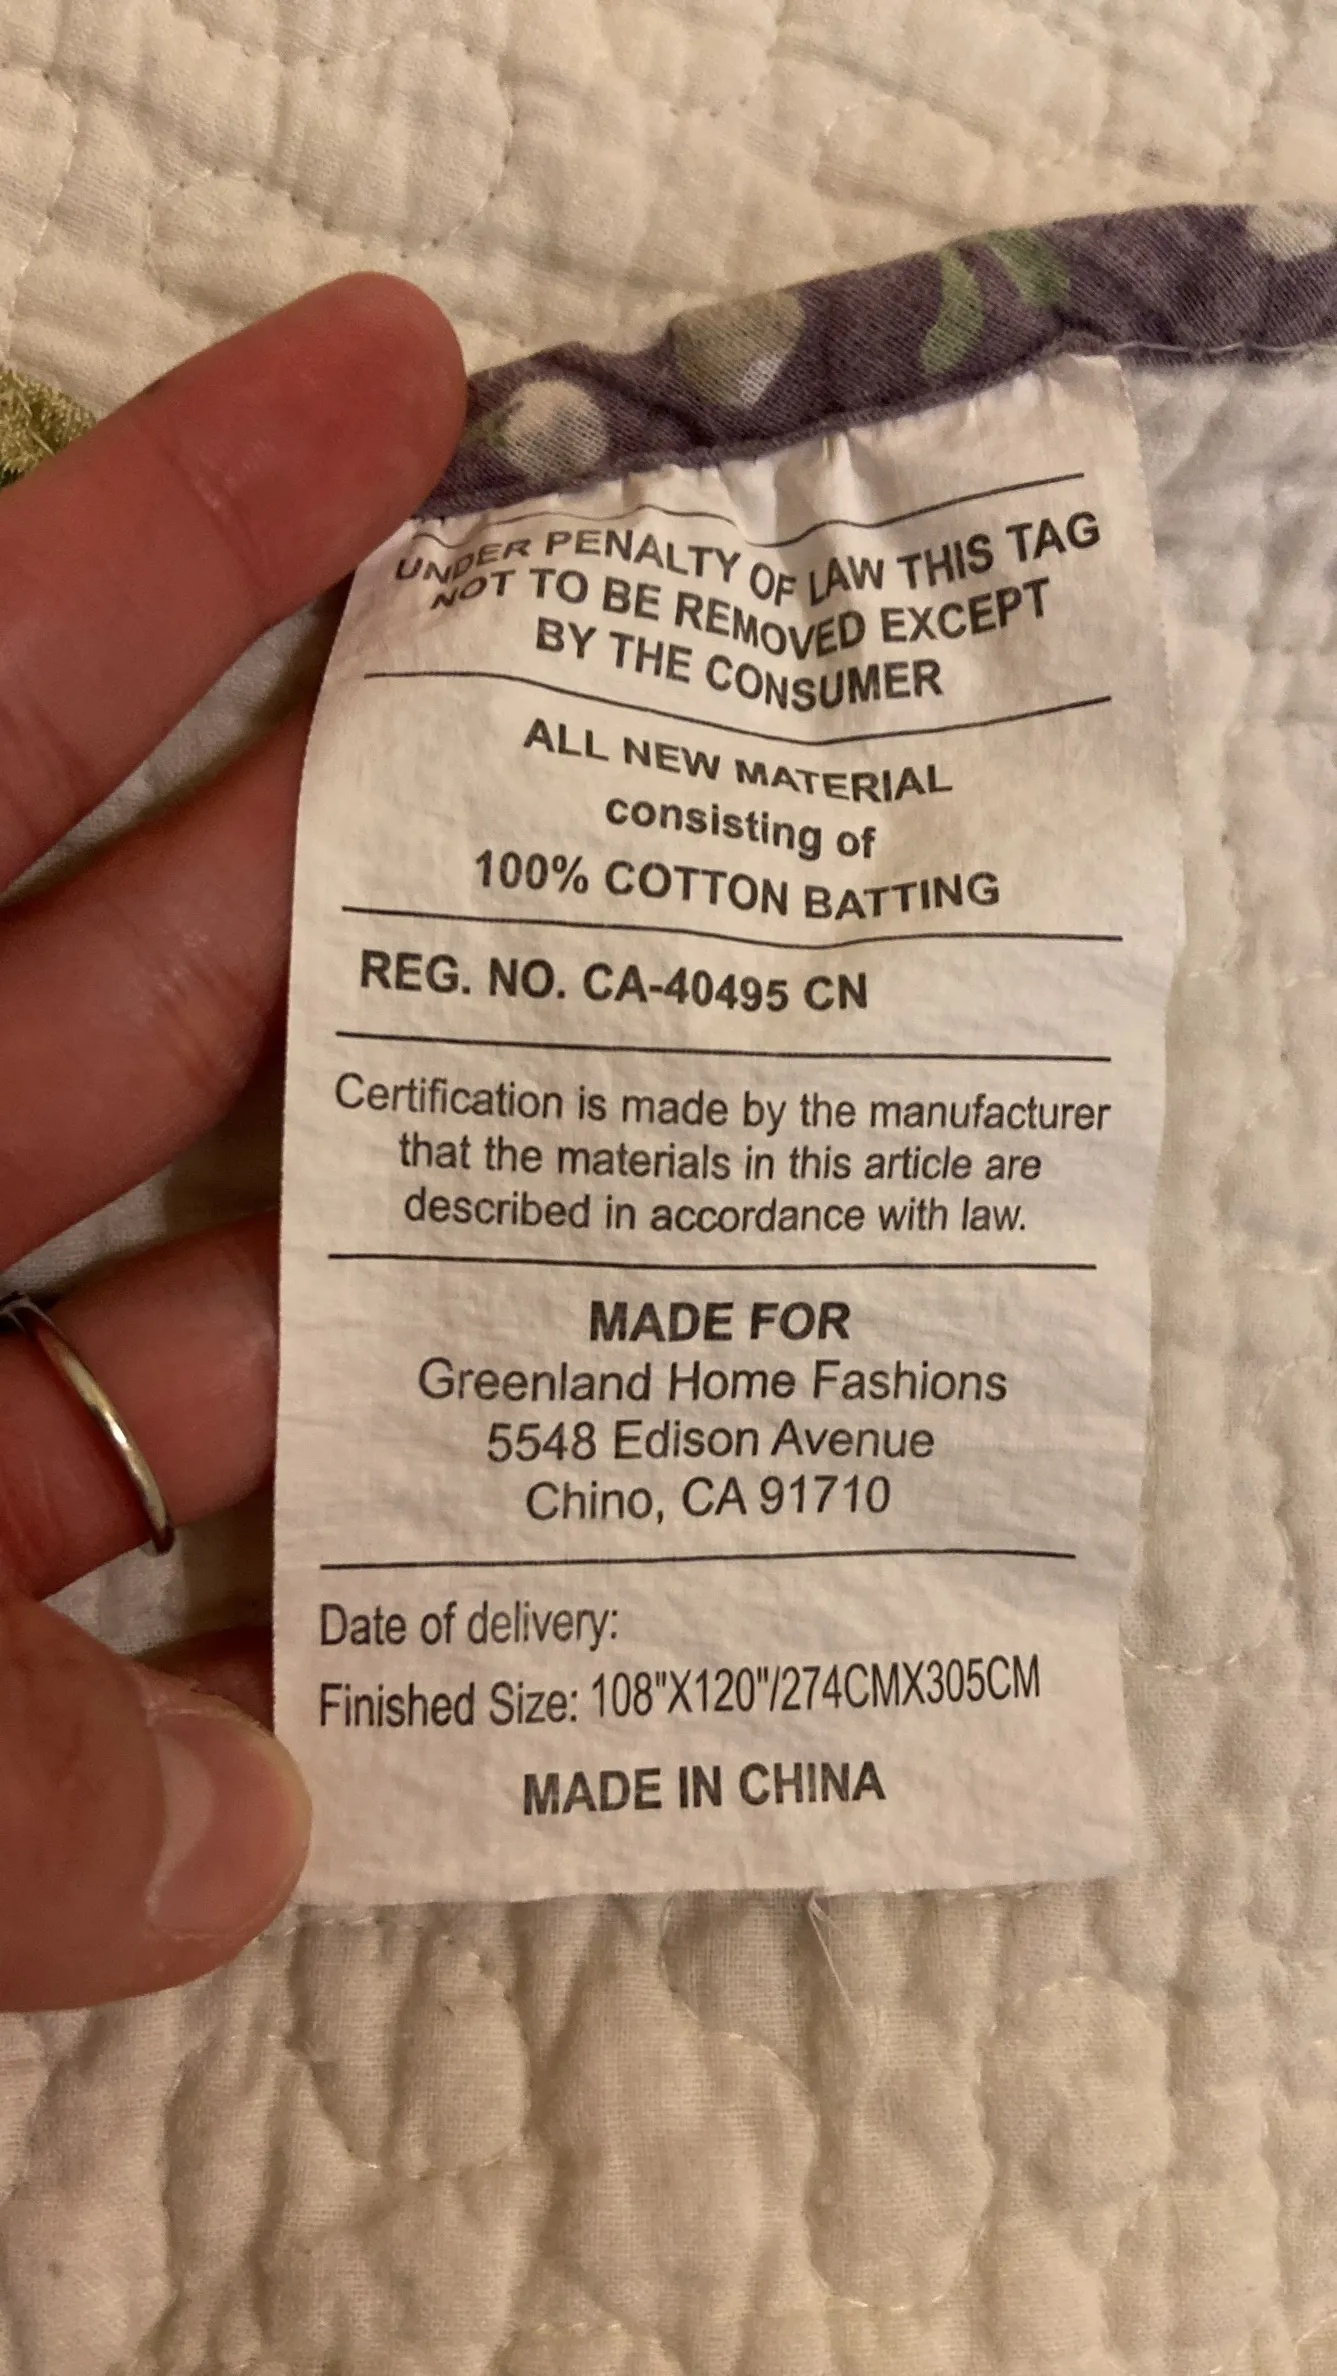 UNDER PENALTY OF LAW THIS TAG
NOT TO BE REMOVED EXCEPT
BY THE CONSUMER
ALL NEW MATERIAL
consisting of
100% COTTON BATTING
REG. NO. CA-40495 CN
Certification is made by the manufacturer
that the materials in this article are
described in accordance with law.
MADE FOR
Greenland Home Fashions
5548 Edison Avenue
Chino, CA 91710
Date of delivery:
Finished Size: 108"X120"/274CMX305CM
MADE IN CHINA